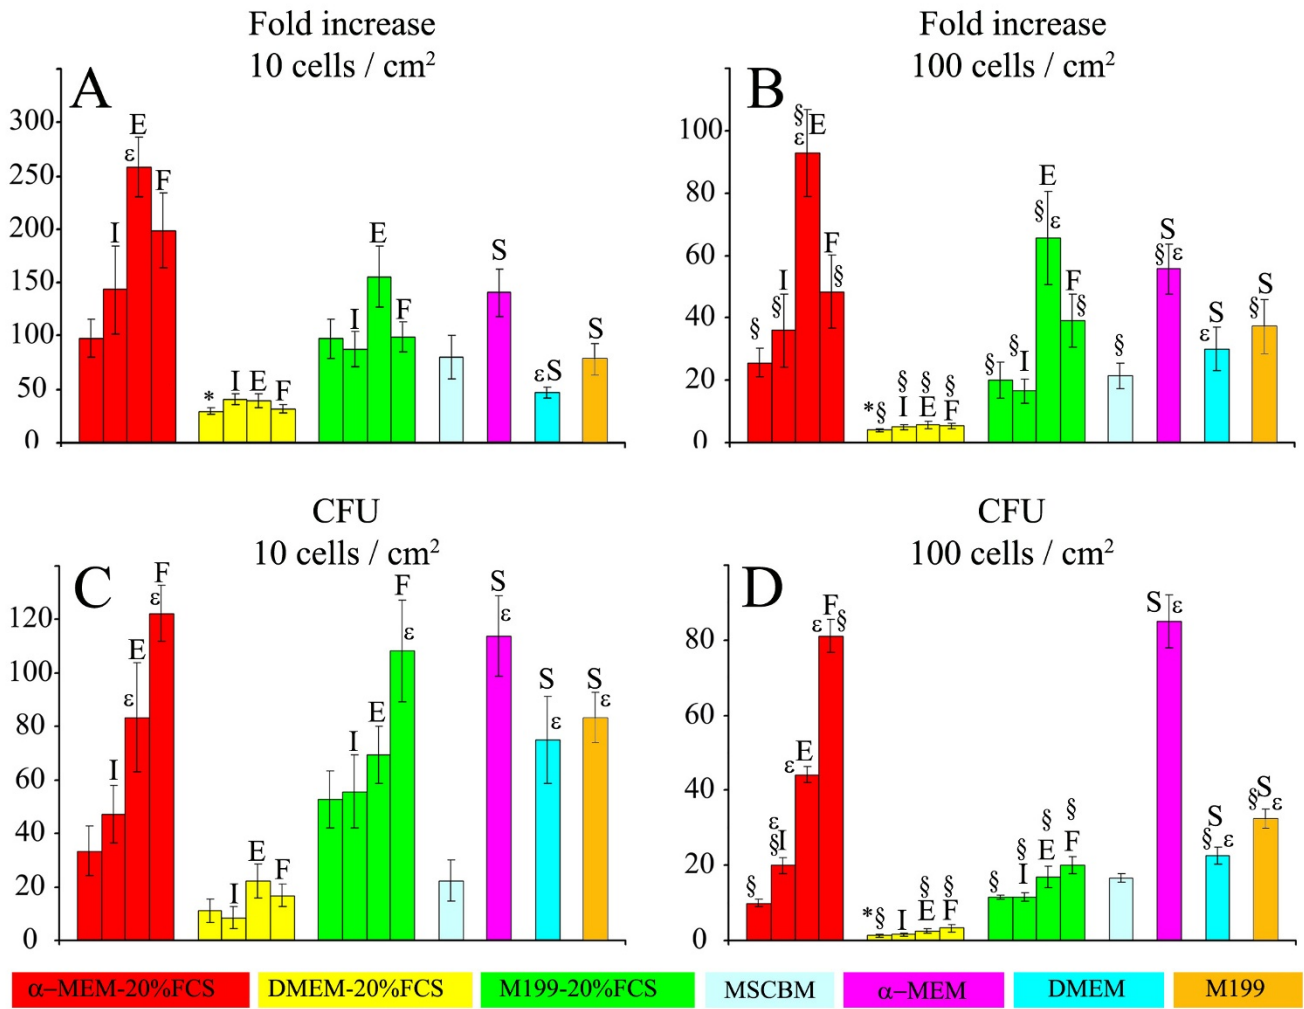 Fold increase
10 cells / cm²
A
300
250
200
150
100
50
0
I
ε
E
F
*
I
E
F
I
E
F
S
εS
S
Fold increase
100 cells / cm²
B
100
80
60
40
20
0
§
§
I
§
ε
E
F
§
*§
§
I
§
E
§
F
§
§
I
E
§
ε
F
§
§
S
§ε
S
ε
S
§
CFU
10 cells / cm²
C
120
100
80
60
40
20
0
I
E
ε
F
ε
I
E
F
I
E
F
ε
S
ε
S
ε
S
ε
CFU
100 cells / cm²
D
80
60
40
20
0
§
ε
§I
εE
F
ε§
*§
I
§
E
§
F
§
§
I
§
E
§
F
Sε
S
§ε
S
§ε
α−MEM-20%FCS
DMEM-20%FCS
M199-20%FCS
MSCBM
α−MEM
DMEM
M199